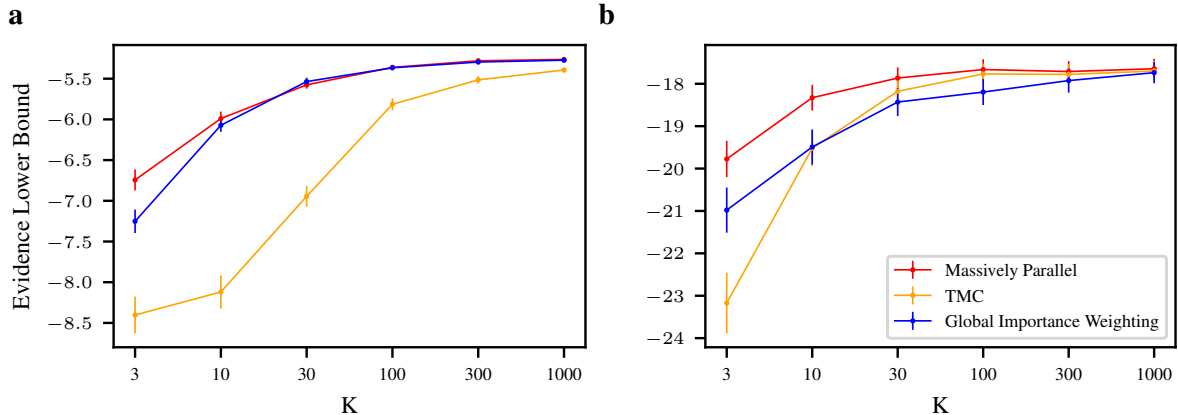 a
b
Evidence Lower Bound
−5.5
−6.0
−6.5
−7.0
−7.5
−8.0
−8.5
3 10 30 100 300 1000
K
−18
−19
−20
−21
−22
−23
−24
3 10 30 100 300 1000
K
Massively Parallel
TMC
Global Importance Weighting